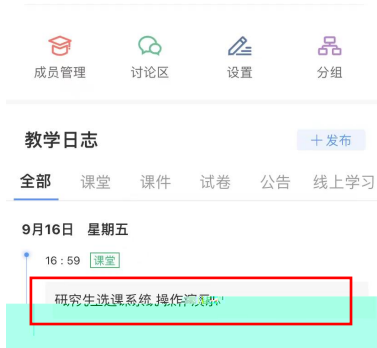 成员管理 讨论区 设置 分组
教学日志 ＋发布
全部 课堂 课件 试卷 公告 线上学习
9月16日 星期五
16 : 59 课堂
研究生选课系统,操作演示